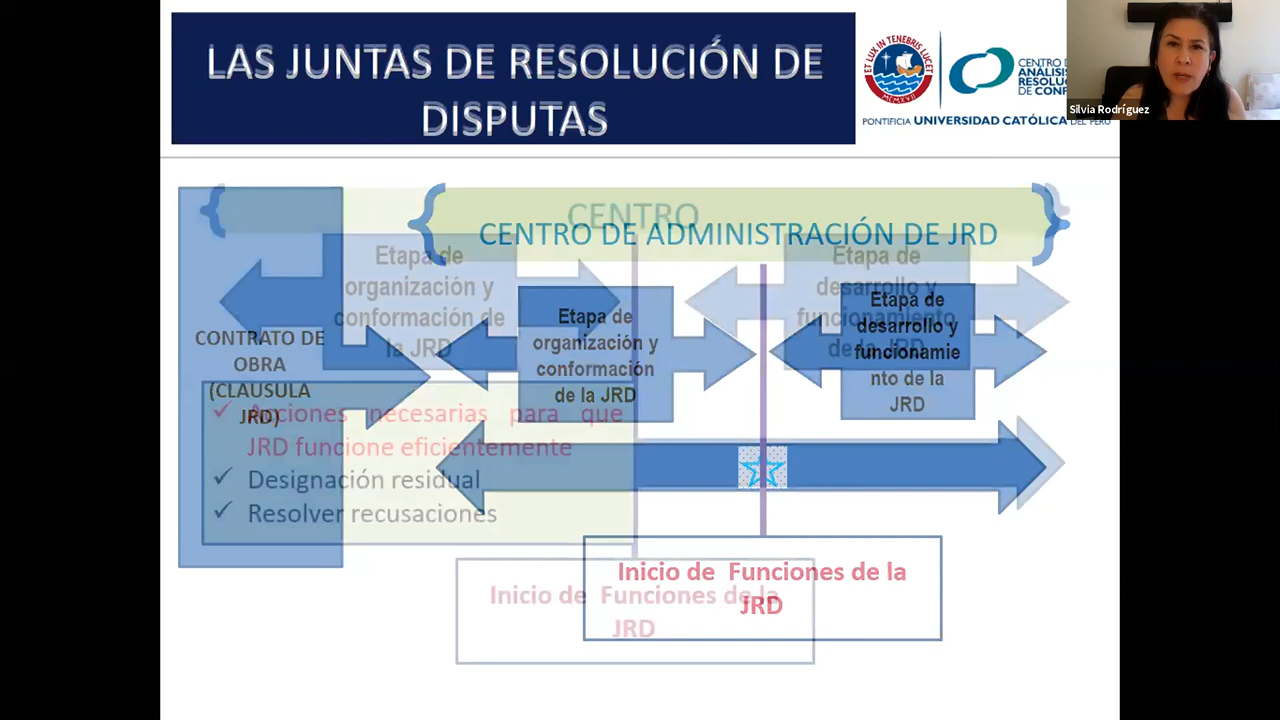 LAS JUNTAS DE RESOLUCIÓN DE
DISPUTAS
ET LUX IN TENEBRIS LUCET
MCMXVII
CENTRO
ANÁLISIS
DE
PONTIFICIA UNIVERSIDAD CATÓLICA DEL PERÚ
Silvia Rodríguez
CENTRO
CENTRO DE ADMINISTRACIÓN DE JRD
Etapa de
organización y
conformación de
la JRD
Etapa de
desarrollo y
funcionamiento
de la JRD
CONTRATO DE
OBRA
(CLAUSULA
JRD)
Etapa de
organización y
conformación
de la JRD
Etapa de
desarrollo y
funcionamie
nto de la
JRD
Acciones necesarias para que
JRD funcione eficientemente
Designación residual
Resolver recusaciones
Inicio de Funciones de la
JRD
Inicio de Funciones de la
JRD